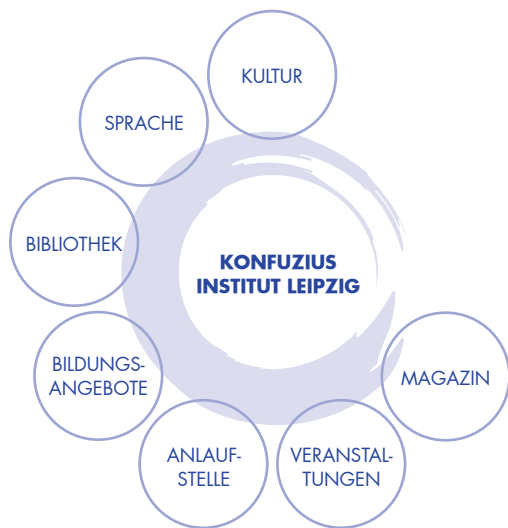 KULTUR
SPRACHE
BIBLIOTHEK
KONFUZIUS
INSTITUT LEIPZIG
BILDUNGS-
ANGEBOTE
MAGAZIN
ANLAUF-
STELLE
VERANSTAL-
TUNGEN